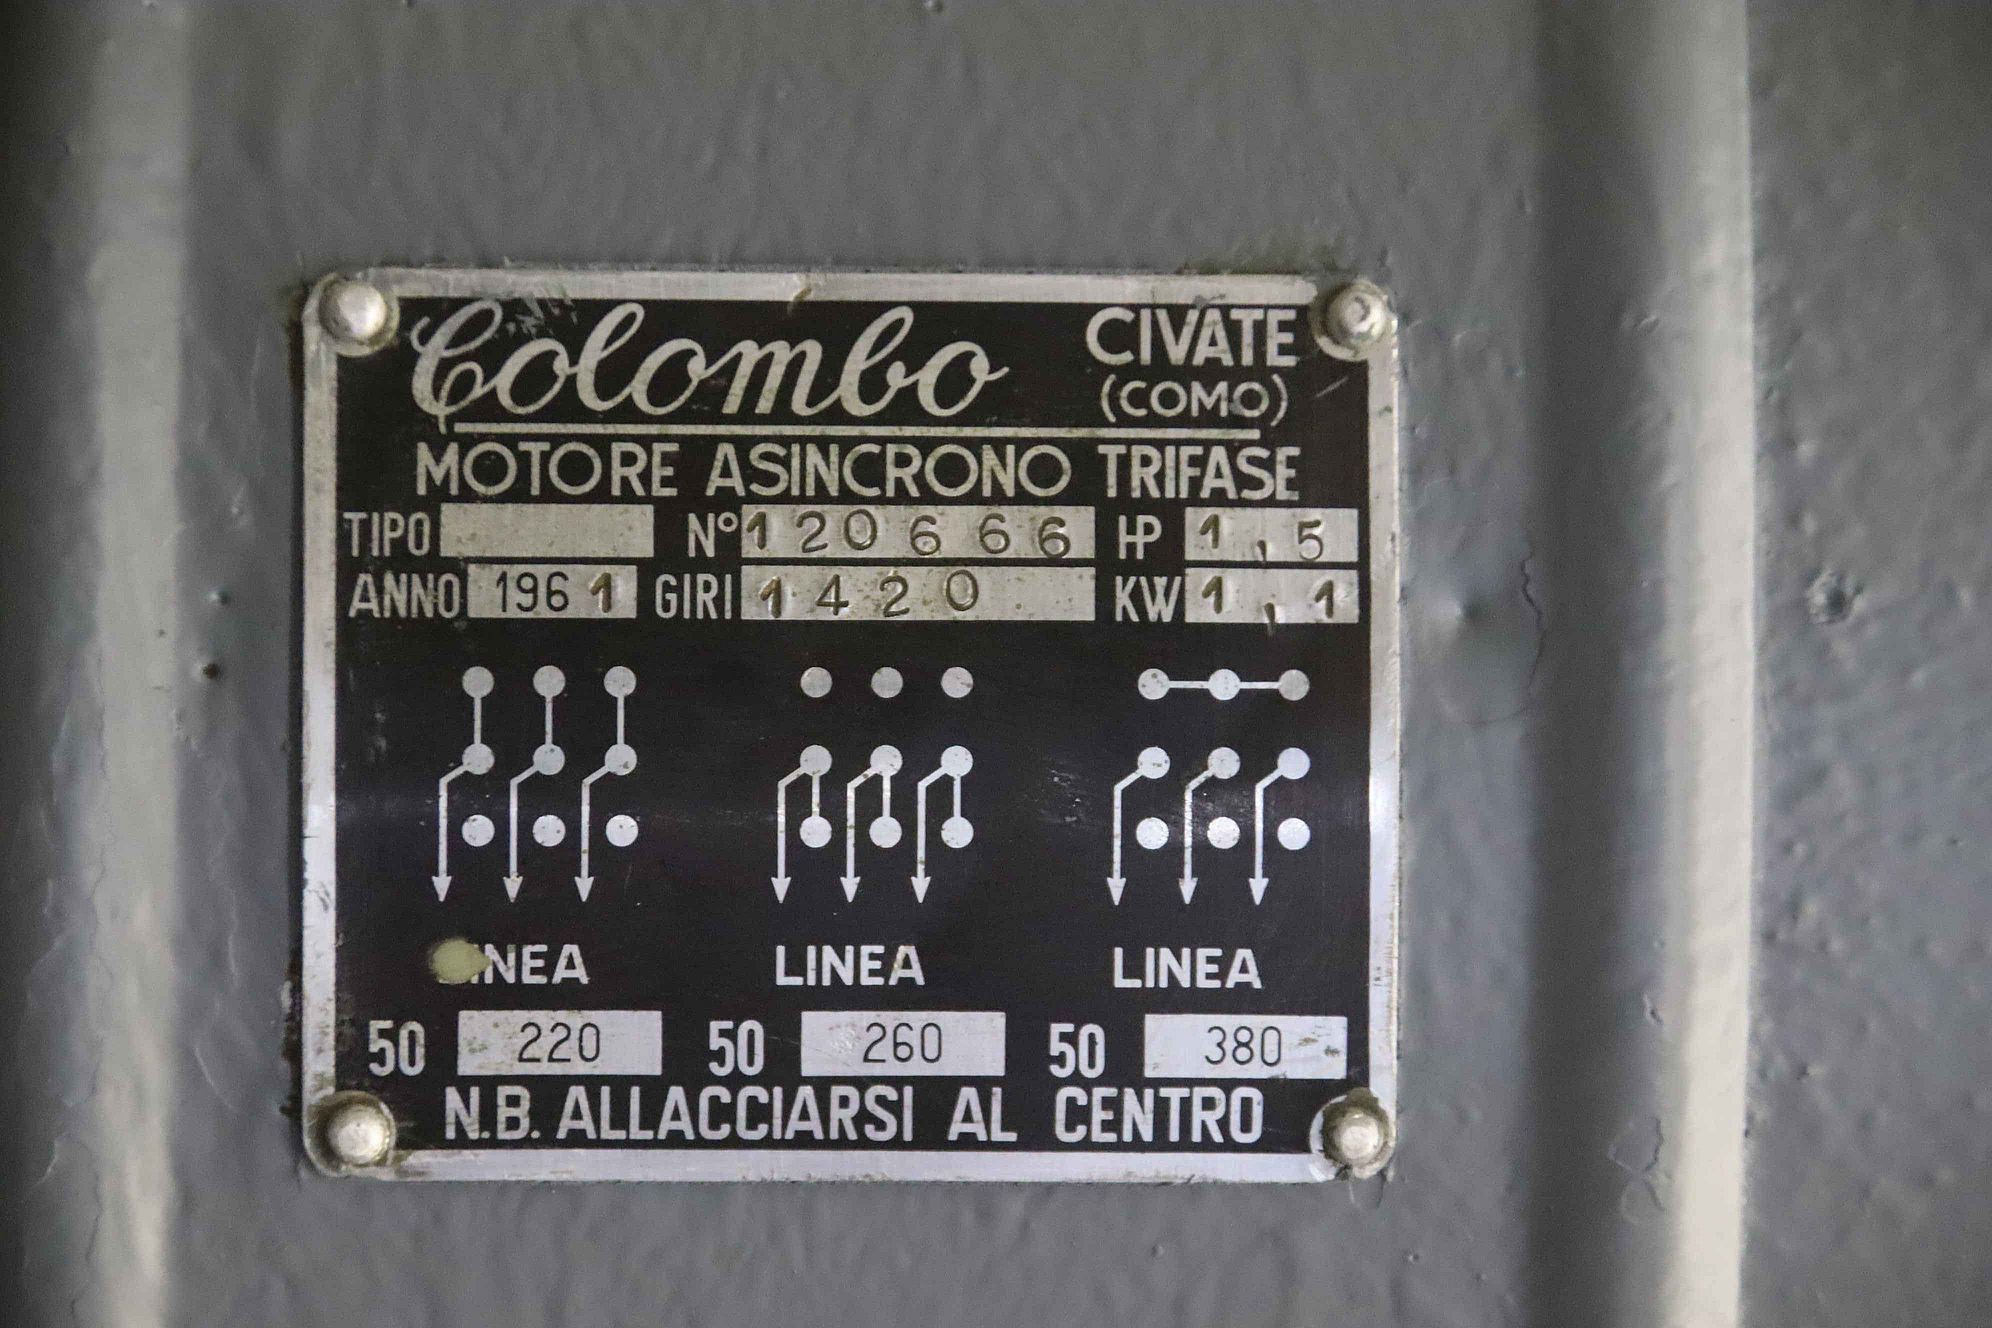 Colombo CIVATE
(COMO)
MOTORE ASINCRONO TRIFASE
TIPO N° 120666 HP 1,5
ANNO 1961 GIRI 1420 KW 1,1
LINEA LINEA LINEA
50 220 50 260 50 380
N.B. ALLACCIARSI AL CENTRO